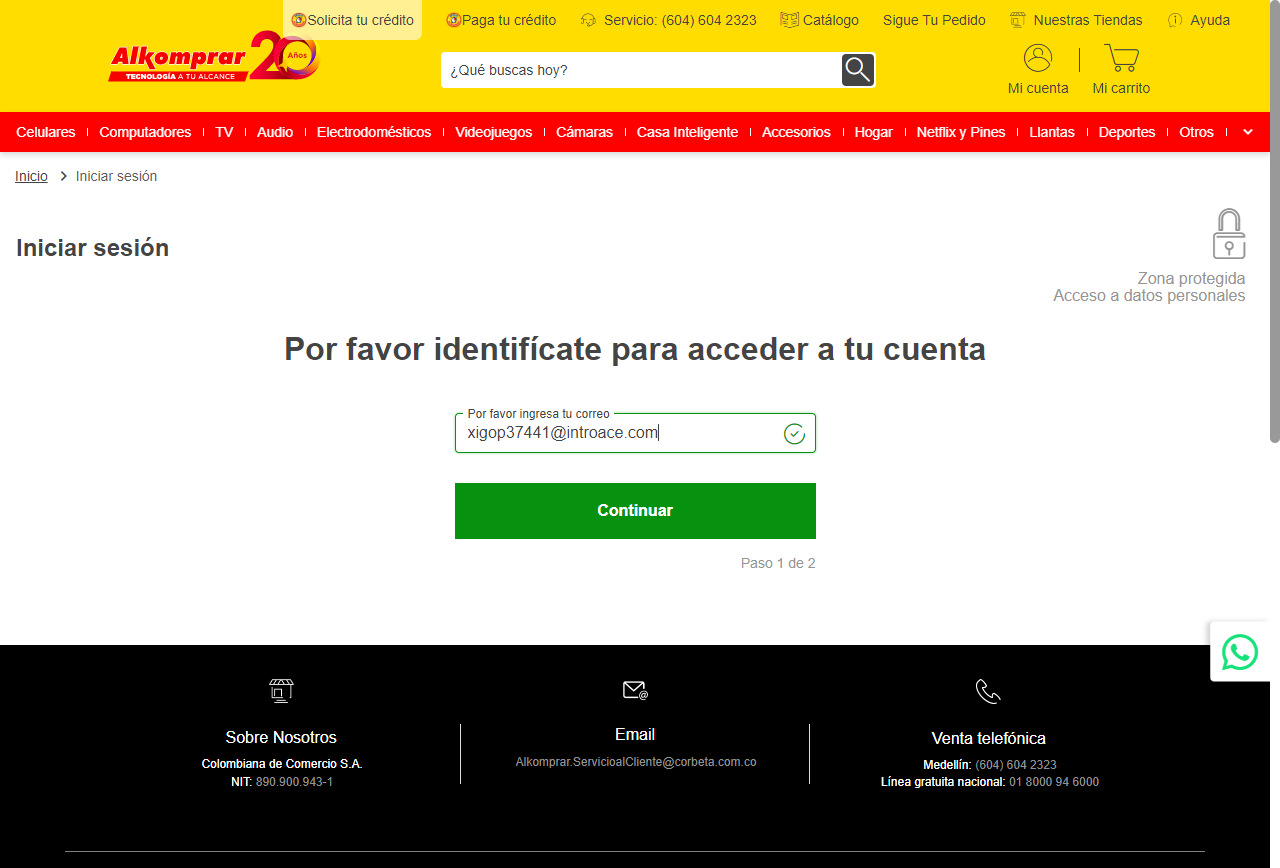 Solicita tu crédito
Paga tu crédito
Servicio: (604) 604 2323
Catálogo
Sigue Tu Pedido
Nuestras Tiendas
Ayuda
Alkomprar 20 Años
TECNOLOGÍA A TU ALCANCE
¿Qué buscas hoy?
Mi cuenta
Mi carrito
Celulares
Computadores
TV
Audio
Electrodomésticos
Videojuegos
Cámaras
Casa Inteligente
Accesorios
Hogar
Netflix y Pines
Llantas
Deportes
Otros
Inicio
Iniciar sesión
Iniciar sesión
Zona protegida
Acceso a datos personales
Por favor identifícate para acceder a tu cuenta
Por favor ingresa tu correo
xigop37441@introace.com
Continuar
Paso 1 de 2
Sobre Nosotros
Colombiana de Comercio S.A.
NIT: 890.900.943-1
Email
Alkomprar.ServicioalCliente@corbeta.com.co
Venta telefónica
Medellín: (604) 604 2323
Línea gratuita nacional: 01 8000 94 6000